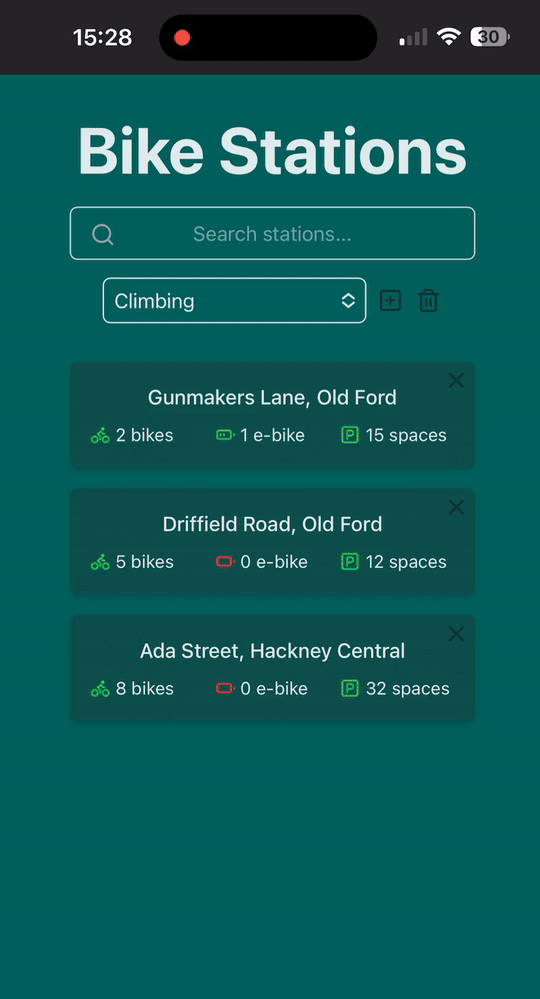 15:28
30
Bike Stations
Search stations...
Climbing
Gunmakers Lane, Old Ford
2 bikes 1 e-bike P 15 spaces
Driffield Road, Old Ford
5 bikes 0 e-bike P 12 spaces
Ada Street, Hackney Central
8 bikes 0 e-bike P 32 spaces